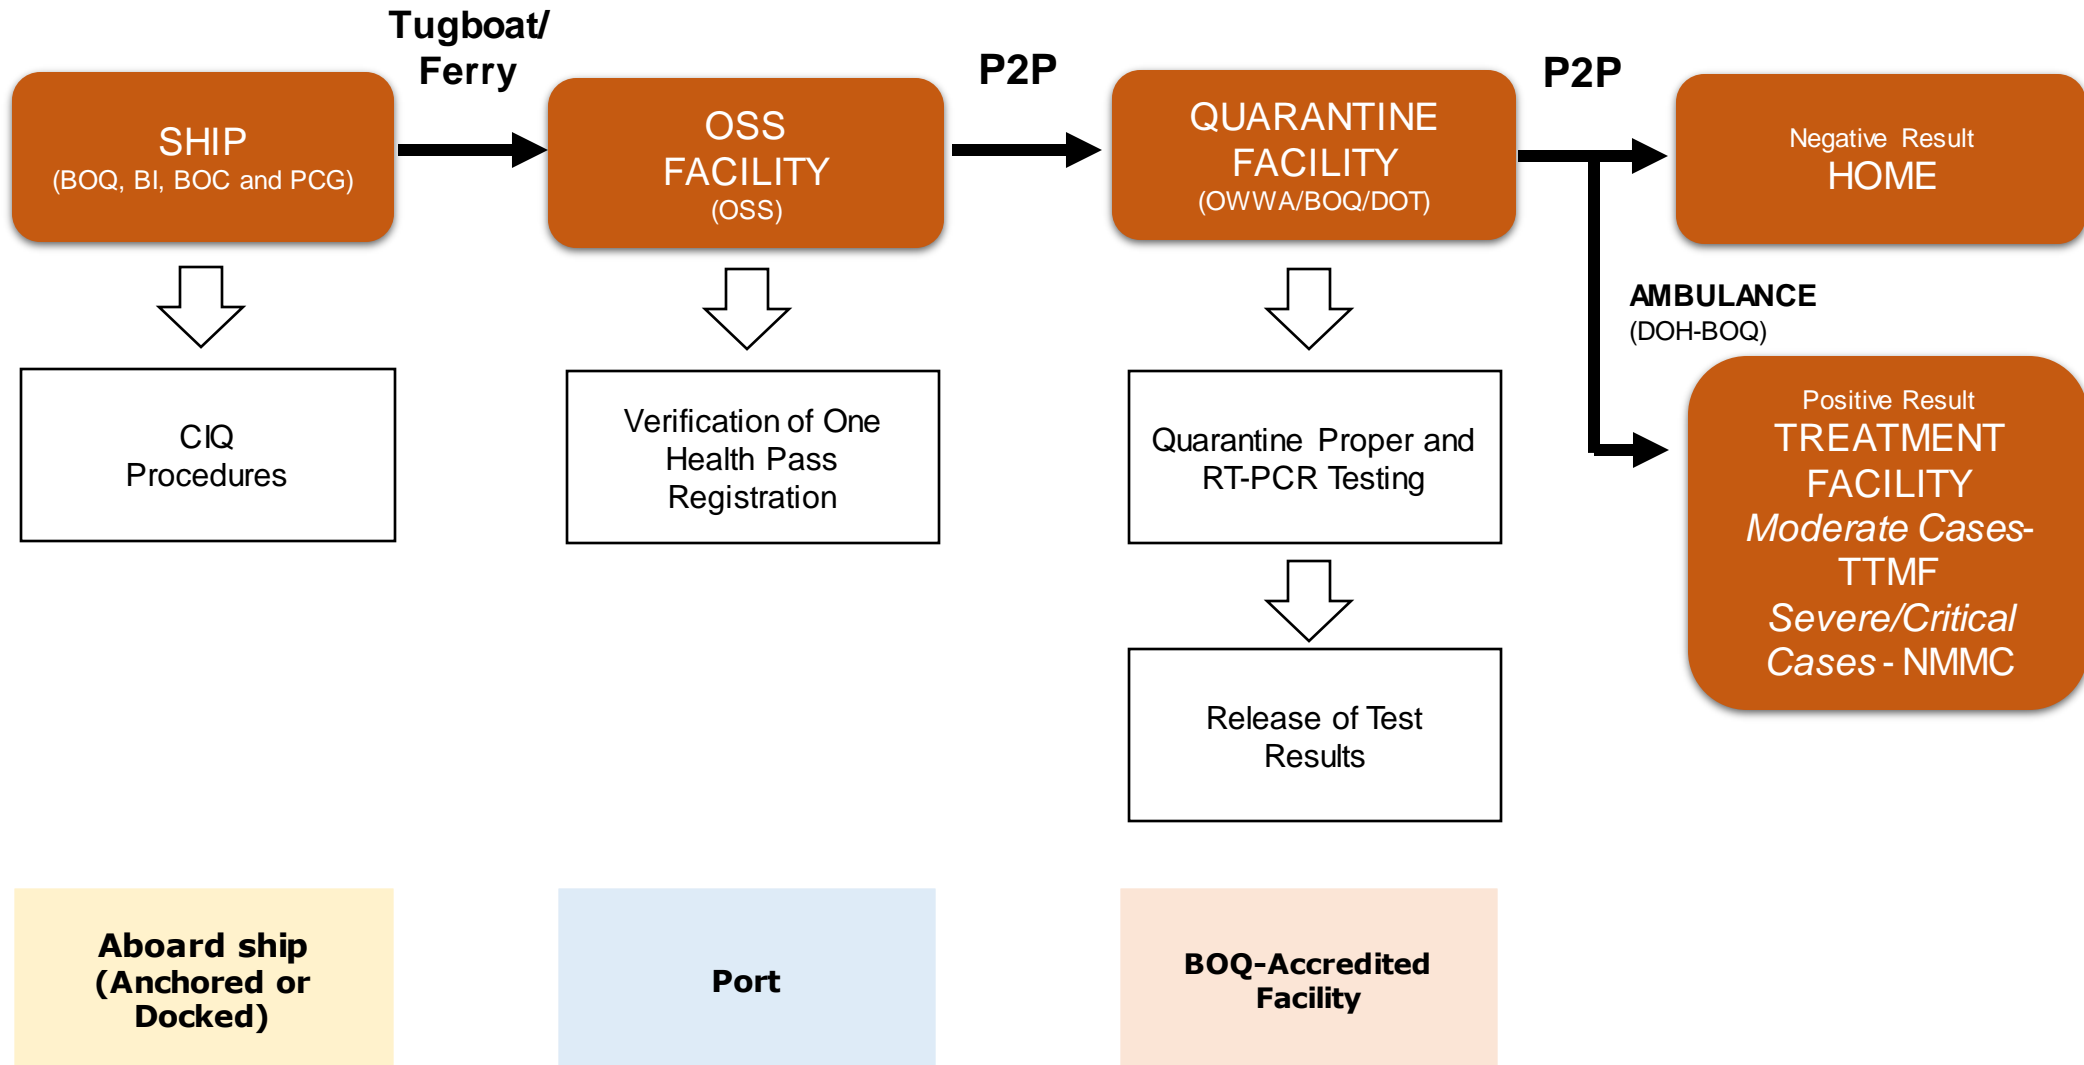 Tugboat/
Ferry
P2P
P2P
SHIP
(BOQ, BI, BOC and PCG)
OSS
FACILITY
(OSS)
QUARANTINE
FACILITY
(OWWA/BOQ/DOT)
Negative Result
HOME
AMBULANCE
(DOH-BOQ)
CIQ
Procedures
Verification of One
Health Pass
Registration
Quarantine Proper and
RT-PCR Testing
Positive Result
TREATMENT
FACILITY
Moderate Cases-
TTMF
Severe/Critical
Cases - NMMC
Release of Test
Results
Aboard ship
(Anchored or
Docked)
Port
BOQ-Accredited
Facility